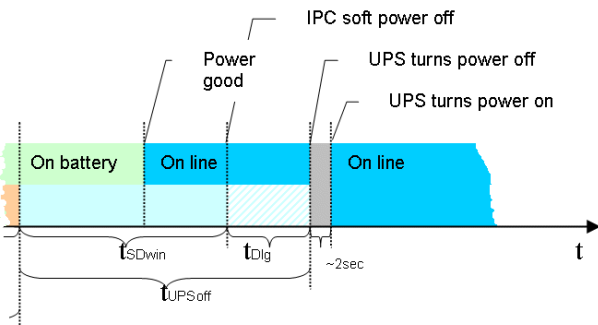 IPC soft power off
Power
good
UPS turns power off
UPS turns power on
On battery
On line
On line
tSDwin
tDlg
~2sec
t
tUPSoff